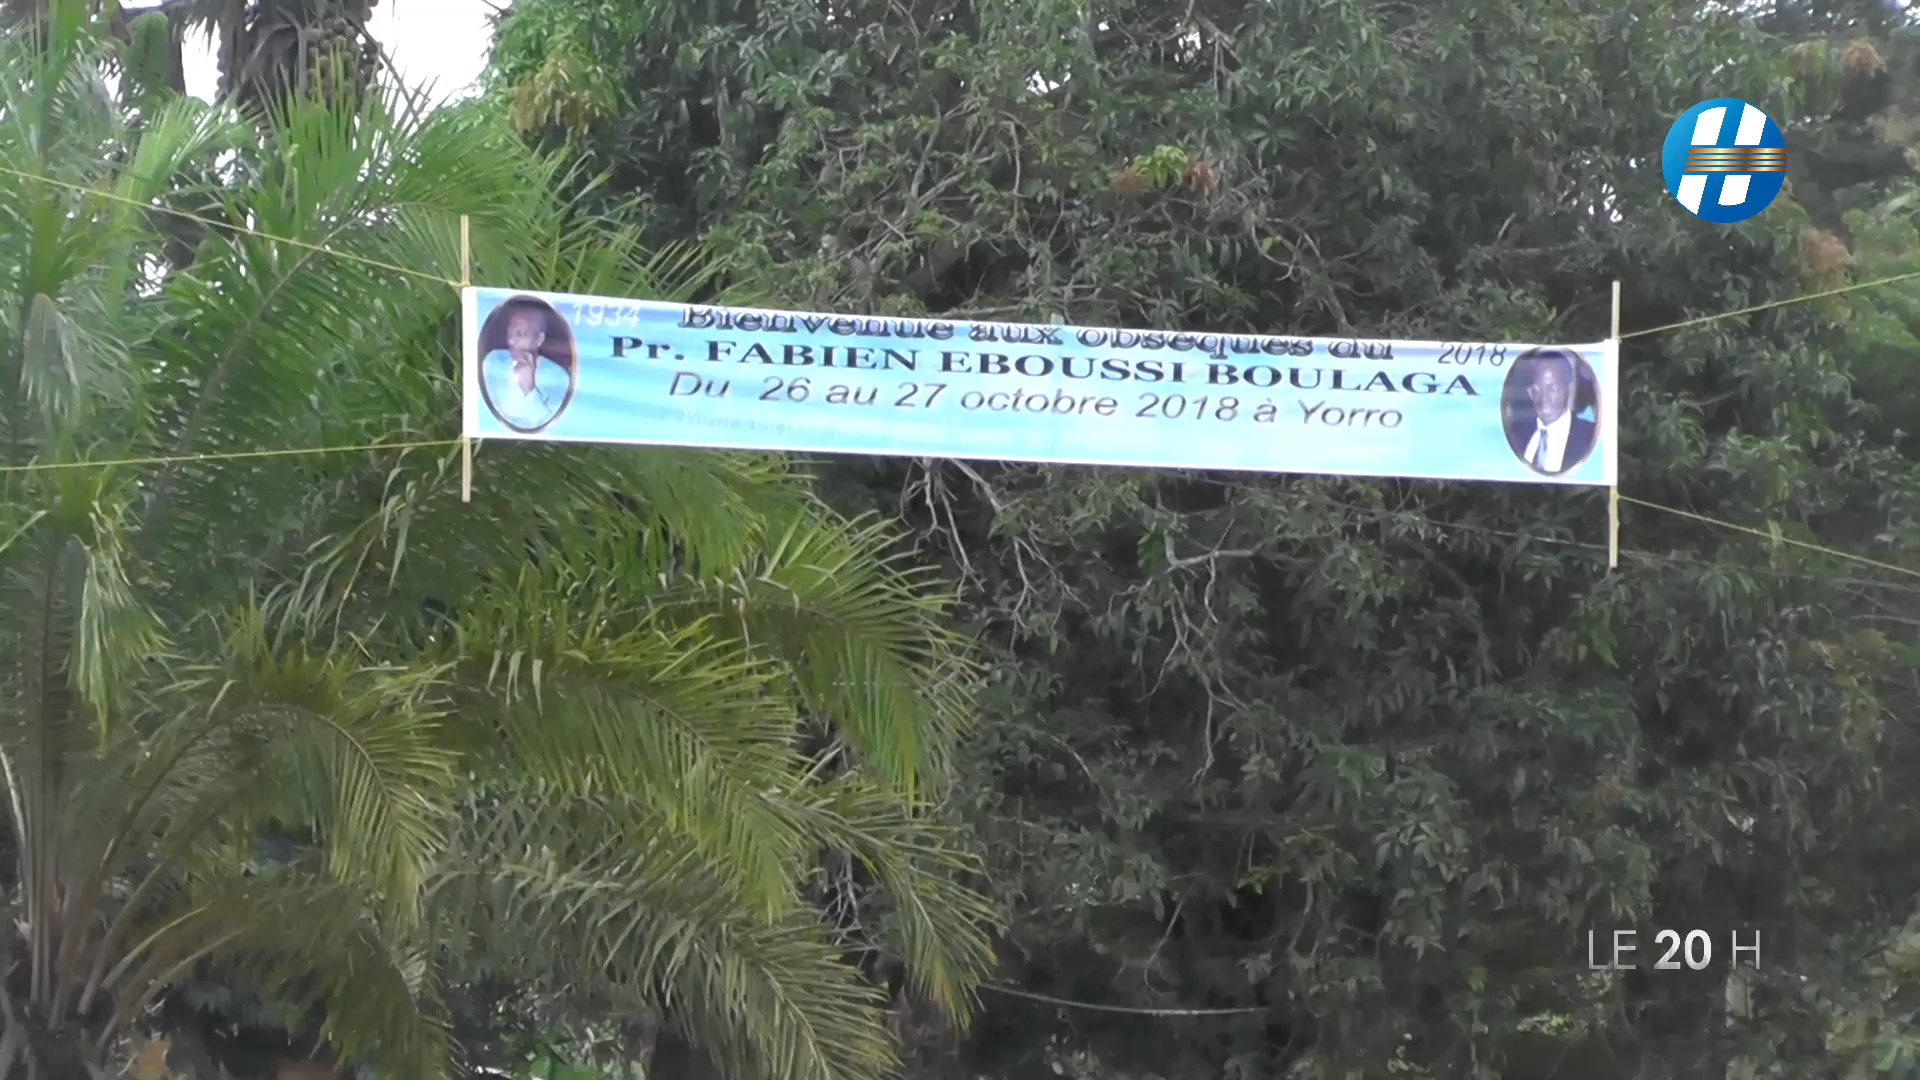 1934
Bienvenue aux obsèques du
2018
Pr. FABIEN EBOUSSI BOULAGA
Du 26 au 27 octobre 2018 à Yorro
H
LE 20 H